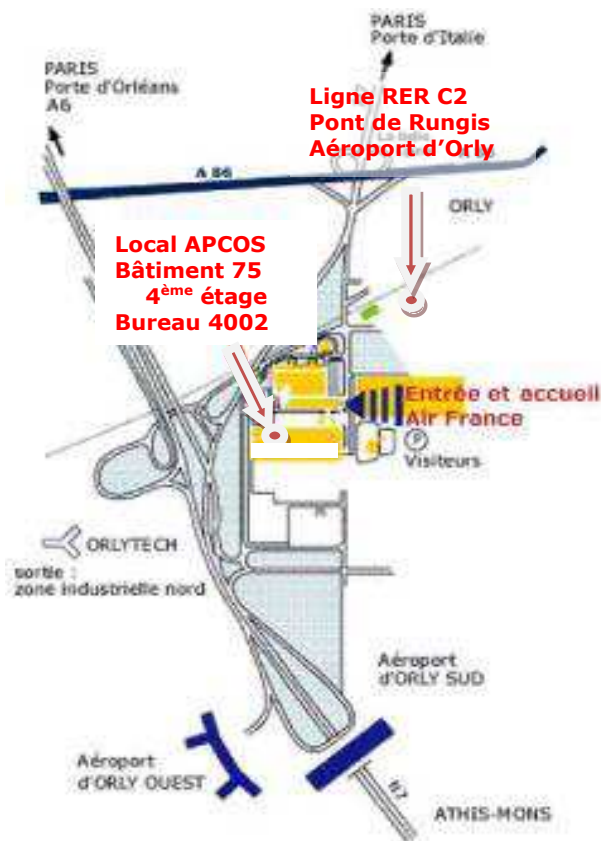 PARIS
Porte d'Italie
PARIS
Porte d'Orléans
A6
Ligne RER C2
Pont de Rungis
Aéroport d'Orly
A 86
ORLY
Local APCOS
Bâtiment 75
4ème étage
Bureau 4002
Entrée et accueil
Air France
P
Visiteurs
ORLYTECH
sortie :
zone industrielle nord
Aéroport
d'ORLY SUD
Aéroport
d'ORLY OUEST
ATHIS-MONS